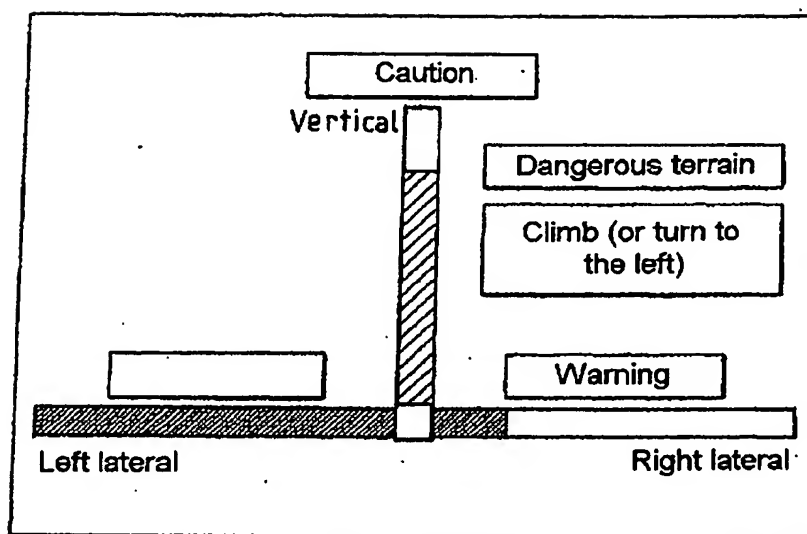 Caution
Vertical
Dangerous terrain
Climb (or turn to
the left)
Warning
Left lateral
Right lateral